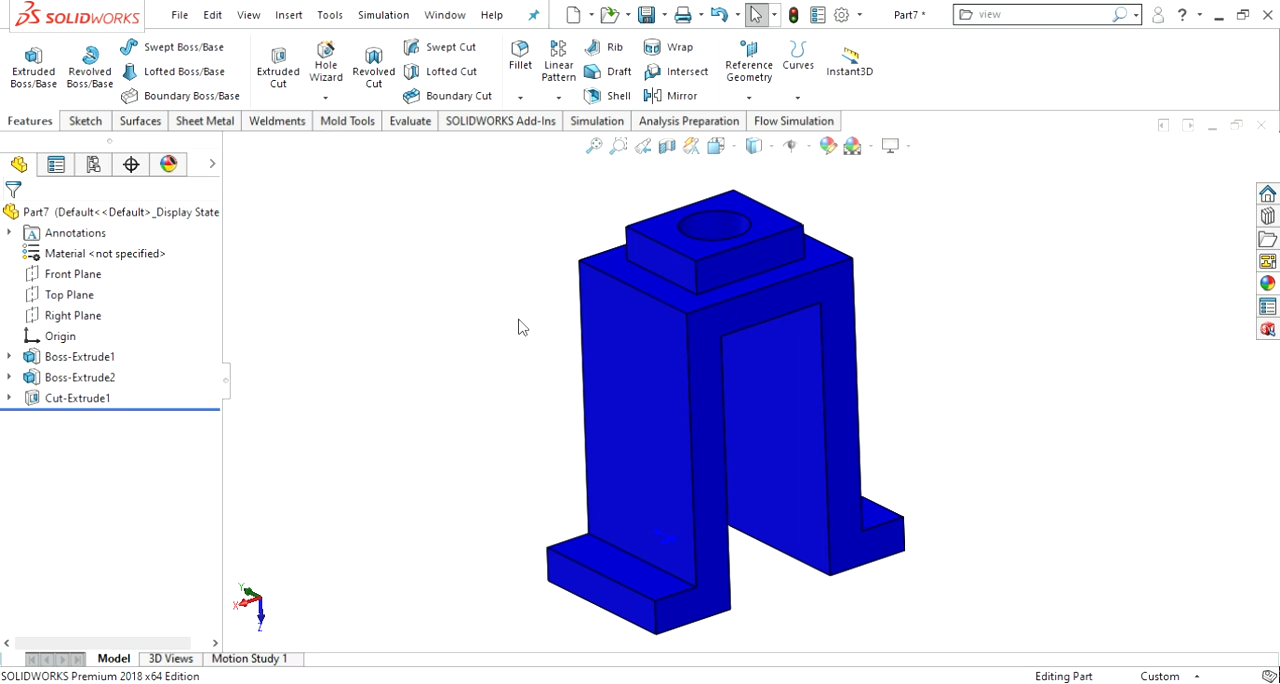 SOLIDWORKS File Edit View Insert Tools Simulation Window Help Part7 * view ?
Extruded Boss/Base
Revolved Boss/Base
Swept Boss/Base
Lofted Boss/Base
Boundary Boss/Base
Extruded Cut
Hole Wizard
Revolved Cut
Swept Cut
Lofted Cut
Boundary Cut
Fillet
Linear Pattern
Rib
Draft
Shell
Wrap
Intersect
Mirror
Reference Geometry
Curves
Instant3D
Features Sketch Surfaces Sheet Metal Weldments Mold Tools Evaluate SOLIDWORKS Add-Ins Simulation Analysis Preparation Flow Simulation
Part7 (Default<<Default>_Display State
Annotations
Material <not specified>
Front Plane
Top Plane
Right Plane
Origin
Boss-Extrude1
Boss-Extrude2
Cut-Extrude1
Y
X
Z
Model 3D Views Motion Study 1
SOLIDWORKS Premium 2018 x64 Edition Editing Part Custom